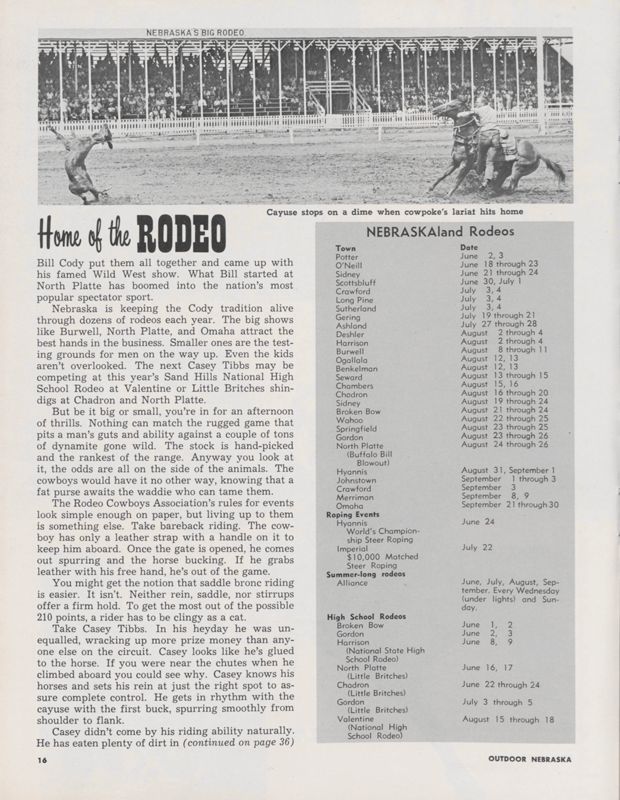 NEBRASKA'S BIG RODEO
Cayuse stops on a dime when cowpoke's lariat hits home
Home of the RODEO
Bill Cody put them all together and came up with
his famed Wild West show. What Bill started at
North Platte has boomed into the nation's most
popular spectator sport.
Nebraska is keeping the Cody tradition alive
through dozens of rodeos each year. The big shows
like Burwell, North Platte, and Omaha attract the
best hands in the business. Smaller ones are the test-
ing grounds for men on the way up. Even the kids
aren't overlooked. The next Casey Tibbs may be
competing at this year's Sand Hills National High
School Rodeo at Valentine or Little Britches shin-
digs at Chadron and North Platte.
But be it big or small, you're in for an afternoon
of thrills. Nothing can match the rugged game that
pits a man's guts and ability against a couple of tons
of dynamite gone wild. The stock is hand-picked
and the rankest of the range. Anyway you look at
it, the odds are all on the side of the animals. The
cowboys would have it no other way, knowing that a
fat purse awaits the waddie who can tame them.
The Rodeo Cowboys Association's rules for events
look simple enough on paper, but living up to them
is something else. Take bareback riding. The cow-
boy has only a leather strap with a handle on it to
keep him aboard. Once the gate is opened, he comes
out spurring and the horse bucking. If he grabs
leather with his free hand, he's out of the game.
You might get the notion that saddle bronc riding
is easier. It isn't. Neither rein, saddle, nor stirrups
offer a firm hold. To get the most out of the possible
210 points, a rider has to be clingy as a cat.
Take Casey Tibbs. In his heyday he was un-
equalled, wracking up more prize money than any-
one else on the circuit. Casey looks like he's glued
to the horse. If you were near the chutes when he
climbed aboard you could see why. Casey knows his
horses and sets his rein at just the right spot to as-
sure complete control. He gets in rhythm with the
cayuse with the first buck, spurring smoothly from
shoulder to flank.
Casey didn't come by his riding ability naturally.
He has eaten plenty of dirt in (continued on page 36)
NEBRASKAland Rodeos
Town Date
Potter June 2, 3
O'Neill June 18 through 23
Sidney June 21 through 24
Scottsbluff June 30, July 1
Crawford July 3, 4
Long Pine July 3, 4
Sutherland July 3, 4
Gering July 19 through 21
Ashland July 27 through 28
Deshler August 2 through 4
Harrison August 2 through 4
Burwell August 8 through 11
Ogallala August 12, 13
Benkelman August 12, 13
Seward August 13 through 15
Chambers August 15, 16
Chadron August 16 through 20
Sidney August 19 through 24
Broken Bow August 21 through 24
Wahoo August 22 through 25
Springfield August 23 through 25
Gordon August 23 through 26
North Platte August 24 through 26
(Buffalo Bill
Blowout)
Hyannis August 31, September 1
Johnstown September 1 through 3
Crawford September 3
Merriman September 8, 9
Omaha September 21 through 30
Roping Events
Hyannis June 24
World's Champion-
ship Steer Roping
Imperial July 22
$10,000 Matched
Steer Roping
Summer-long rodeos
Alliance June, July, August, Sep-
tember. Every Wednesday
(under lights) and Sun-
day.
High School Rodeos
Broken Bow June 1, 2
Gordon June 2, 3
Harrison June 8, 9
(National State High
School Rodeo)
North Platte June 16, 17
(Little Britches)
Chadron June 22 through 24
(Little Britches)
Gordon July 3 through 5
(Little Britches)
Valentine August 15 through 18
(National High
School Rodeo)
16
OUTDOOR NEBRASKA